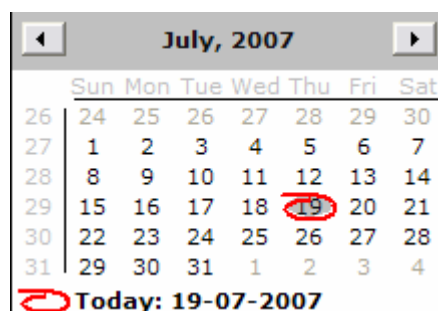 July, 2007
Sun Mon Tue Wed Thu Fri Sat
26 24 25 26 27 28 29 30
27 1 2 3 4 5 6 7
28 8 9 10 11 12 13 14
29 15 16 17 18 19 20 21
30 22 23 24 25 26 27 28
31 29 30 31 1 2 3 4
Today: 19-07-2007